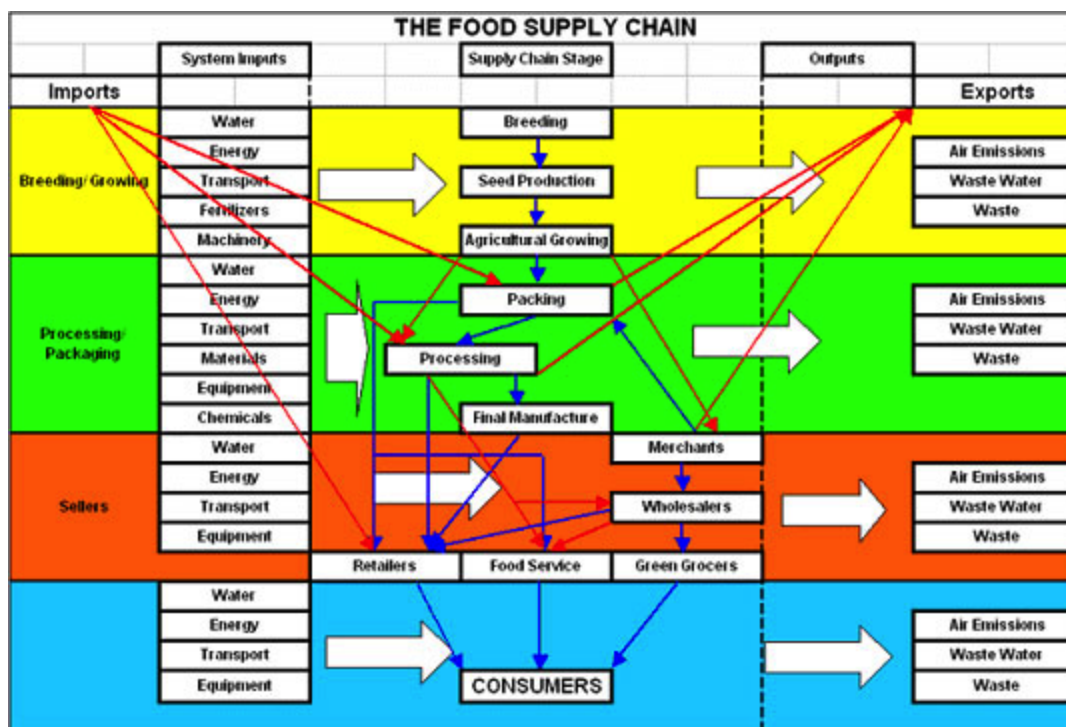 THE FOOD SUPPLY CHAIN
System Imputs
Supply Chain Stage
Outputs
Imports
Exports
Water
Breeding
Energy
Air Emissions
Breeding/ Growing
Transport
Seed Production
Waste Water
Fertilizers
Waste
Machinery
Agricultural Growing
Water
Energy
Packing
Air Emissions
Processing/
Packaging
Transport
Waste Water
Materials
Processing
Waste
Equipment
Chemicals
Final Manufacture
Water
Merchants
Energy
Air Emissions
Sellers
Transport
Wholesalers
Waste Water
Equipment
Waste
Retailers
Food Service
Green Grocers
Water
Energy
Air Emissions
Transport
Waste Water
Equipment
CONSUMERS
Waste